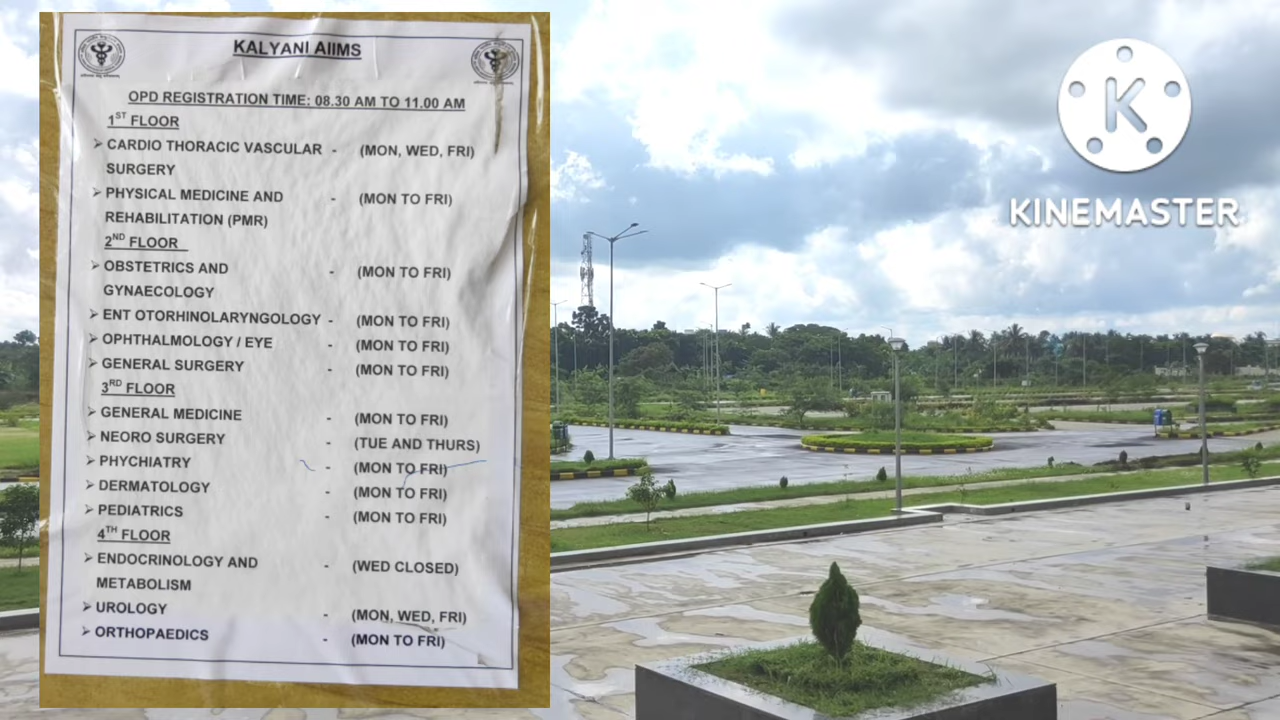 KALYANI AIIMS
OPD REGISTRATION TIME: 08.30 AM TO 11.00 AM
1ST FLOOR
➢ CARDIO THORACIC VASCULAR - (MON, WED, FRI)
SURGERY
➢ PHYSICAL MEDICINE AND - (MON TO FRI)
REHABILITATION (PMR)
2ND FLOOR
➢ OBSTETRICS AND - (MON TO FRI)
GYNAECOLOGY
➢ ENT OTORHINOLARYNGOLOGY - (MON TO FRI)
➢ OPHTHALMOLOGY / EYE - (MON TO FRI)
➢ GENERAL SURGERY - (MON TO FRI)
3RD FLOOR
➢ GENERAL MEDICINE - (MON TO FRI)
➢ NEORO SURGERY - (TUE AND THURS)
➢ PHYCHIATRY - (MON TO FRI)
➢ DERMATOLOGY - (MON TO FRI)
➢ PEDIATRICS - (MON TO FRI)
4TH FLOOR
➢ ENDOCRINOLOGY AND - (WED CLOSED)
METABOLISM
➢ UROLOGY - (MON, WED, FRI)
➢ ORTHOPAEDICS - (MON TO FRI)
K
KINEMASTER